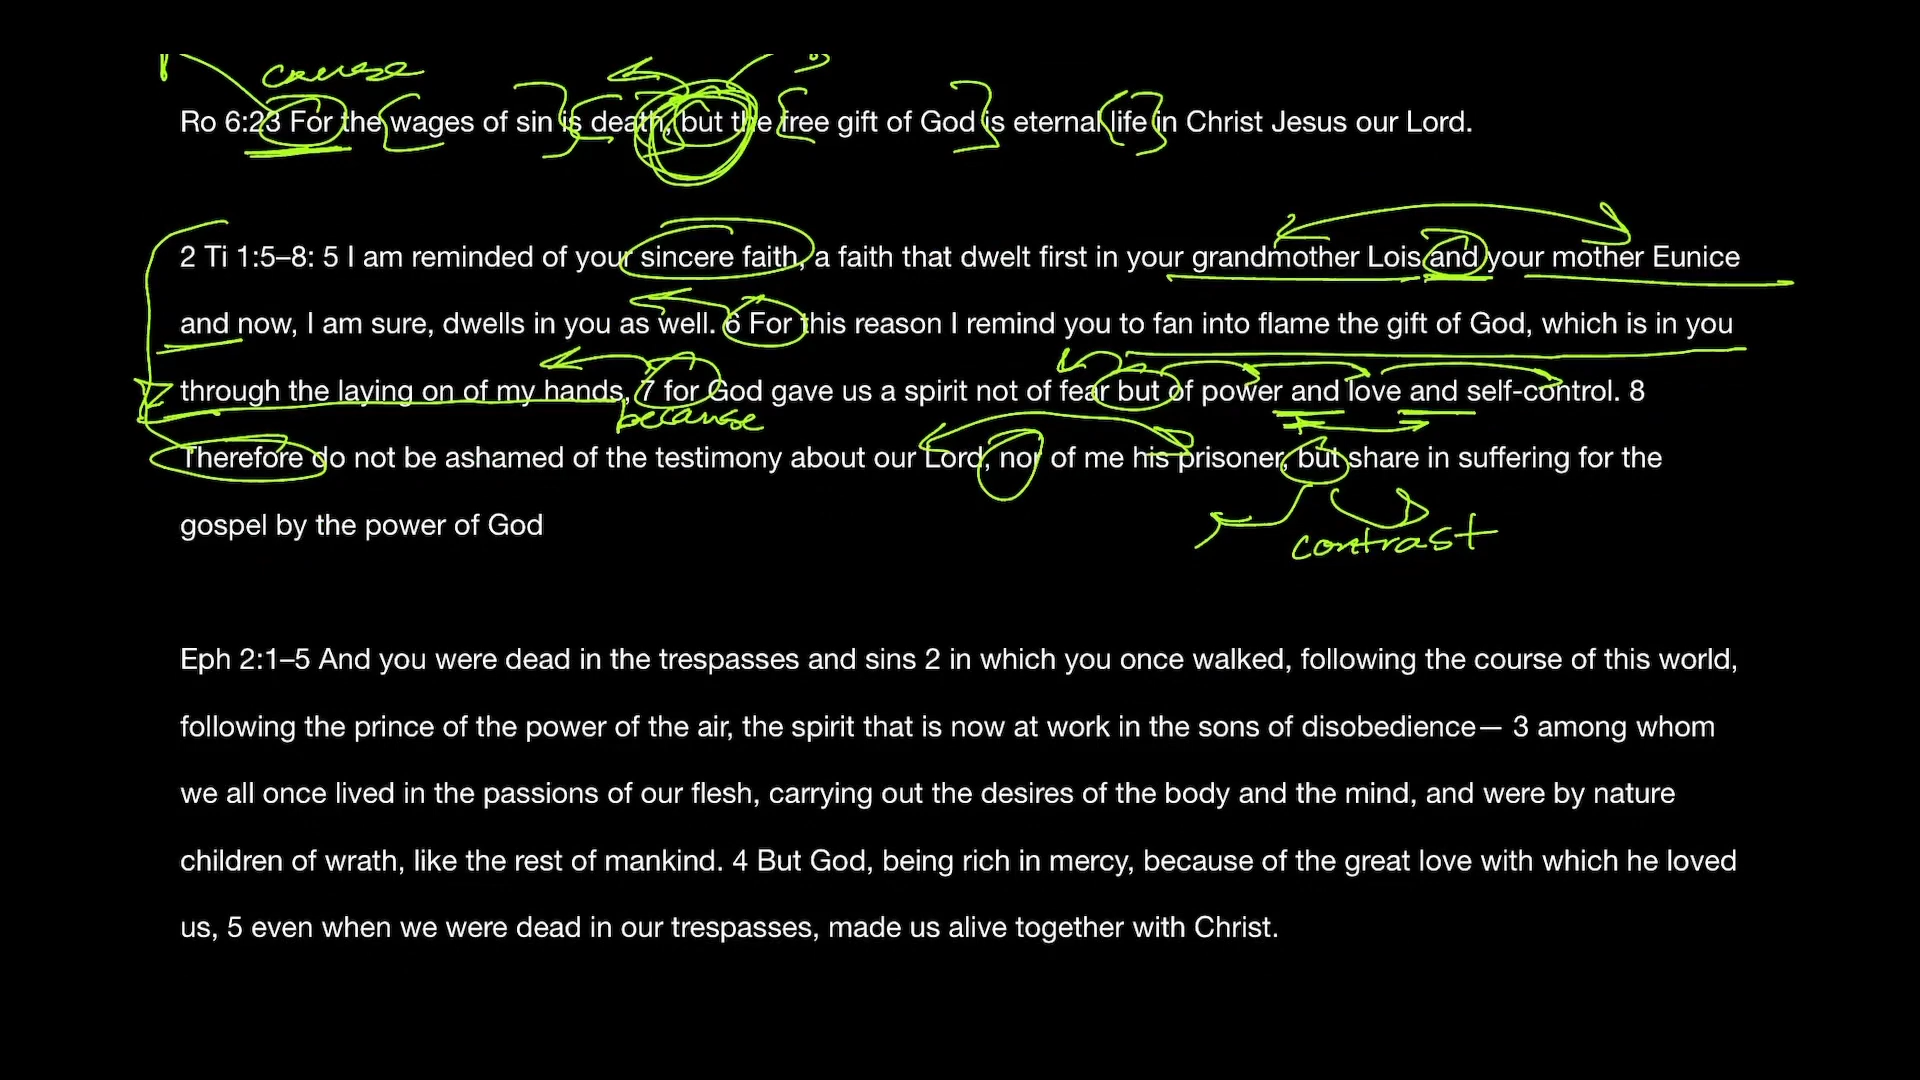 cause
Ro 6:23 For the wages of sin is death, but the free gift of God is eternal life in Christ Jesus our Lord.
2 Ti 1:5–8: 5 I am reminded of your sincere faith, a faith that dwelt first in your grandmother Lois and your mother Eunice
and now, I am sure, dwells in you as well. 6 For this reason I remind you to fan into flame the gift of God, which is in you
through the laying on of my hands, 7 for God gave us a spirit not of fear but of power and love and self-control. 8
because
Therefore do not be ashamed of the testimony about our Lord, nor of me his prisoner, but share in suffering for the
gospel by the power of God
contrast
Eph 2:1–5 And you were dead in the trespasses and sins 2 in which you once walked, following the course of this world,
following the prince of the power of the air, the spirit that is now at work in the sons of disobedience— 3 among whom
we all once lived in the passions of our flesh, carrying out the desires of the body and the mind, and were by nature
children of wrath, like the rest of mankind. 4 But God, being rich in mercy, because of the great love with which he loved
us, 5 even when we were dead in our trespasses, made us alive together with Christ.